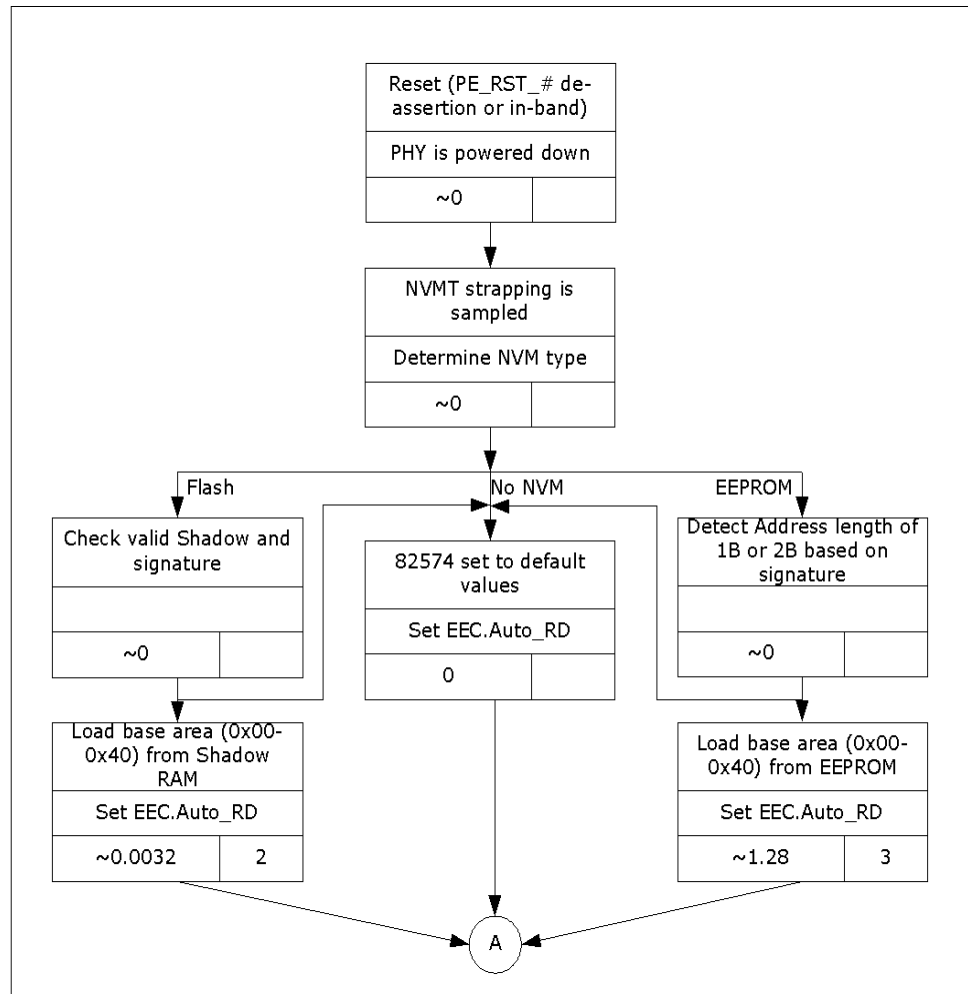 Reset (PE_RST_# de-
assertion or in-band)
PHY is powered down
~0
NVMT strapping is
sampled
Determine NVM type
~0
Flash
No NVM
EEPROM
Check valid Shadow and
signature
~0
82574 set to default
values
Set EEC.Auto_RD
0
Detect Address length of
1B or 2B based on
signature
~0
Load base area (0x00-
0x40) from Shadow
RAM
Set EEC.Auto_RD
~0.0032
2
Load base area (0x00-
0x40) from EEPROM
Set EEC.Auto_RD
~1.28
3
A